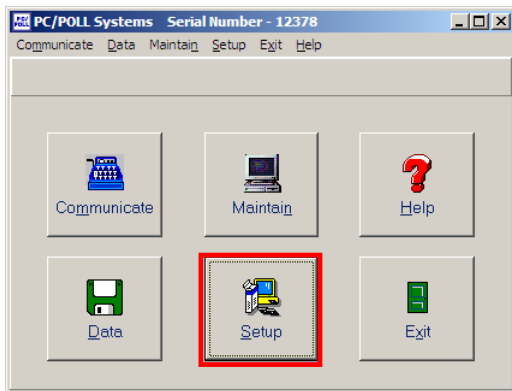 PC/POLL Systems Serial Number - 12378
Communicate Data Maintain Setup Exit Help
Communicate Maintain Help
Data Setup Exit